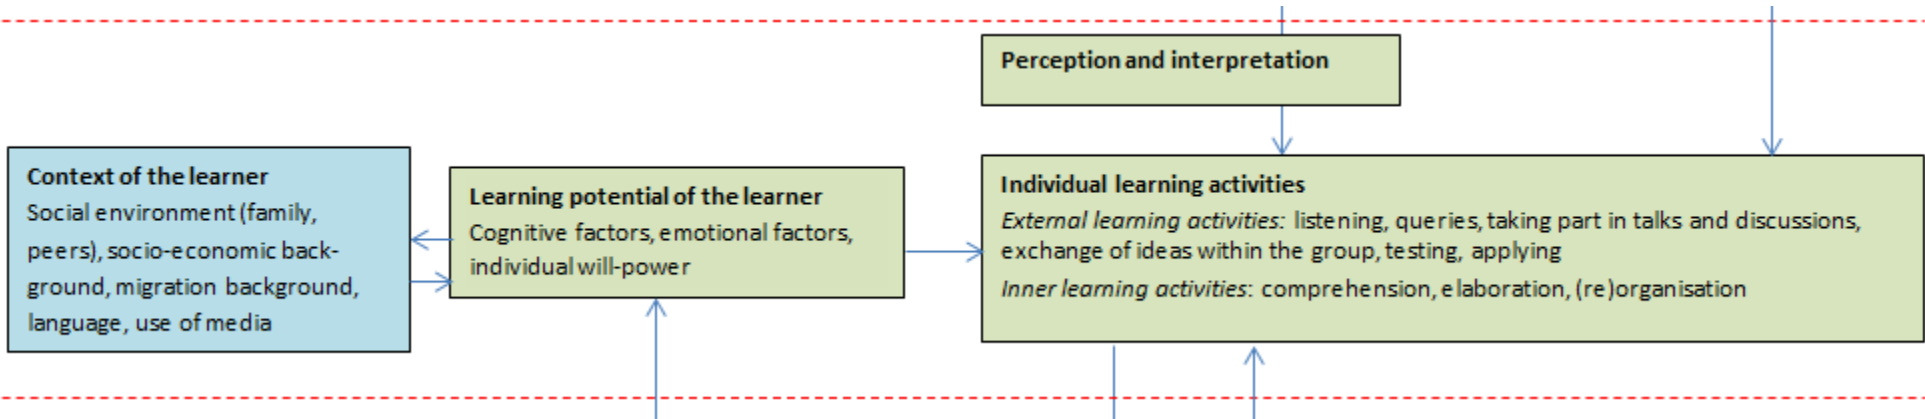 Perception and interpretation
Context of the learner
Social environment (family,
peers), socio-economic back-
ground, migration background,
language, use of media
Learning potential of the learner
Cognitive factors, emotional factors,
individual will-power
Individual learning activities
External learning activities: listening, queries, taking part in talks and discussions,
exchange of ideas within the group, testing, applying
Inner learning activities: comprehension, elaboration, (re)organisation